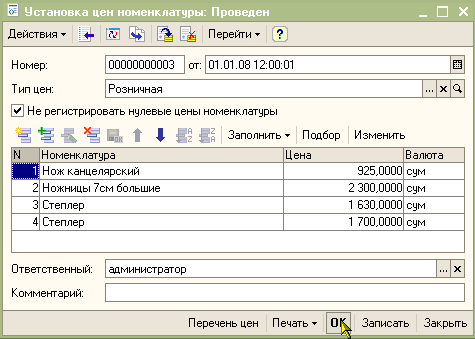 Установка цен номенклатуры: Проведен
Действия Перейти ?
Номер: 00000000003 от: 01.01.08 12:00:01
Тип цен: Розничная ... x
Не регистрировать нулевые цены номенклатуры
Заполнить Подбор Изменить
N Номенклатура Цена Валюта
1 Нож канцелярский 925,0000 сум
2 Ножницы 7см большие 2 300,0000 сум
3 Степлер 1 630,0000 сум
4 Степлер 1 700,0000 сум
Ответственный: администратор ... x
Комментарий:
Перечень цен Печать OK Записать Закрыть